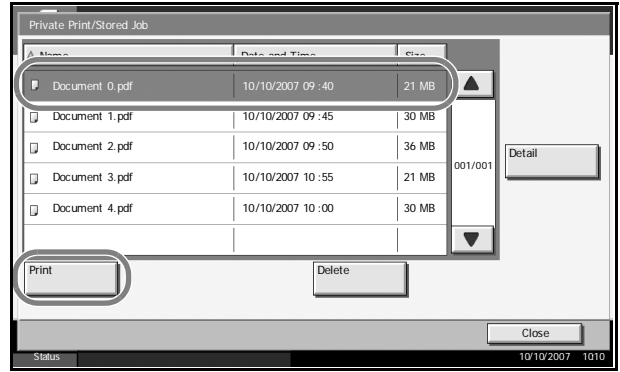 Private Print/Stored Job
Name Date and Time Size
Document 0.pdf 10/10/2007 09:40 21 MB
Document 1.pdf 10/10/2007 09:45 30 MB
Document 2.pdf 10/10/2007 09:50 36 MB
Detail
001/001
Document 3.pdf 10/10/2007 10:55 21 MB
Document 4.pdf 10/10/2007 10:00 30 MB
Print Delete
Close
Status 10/10/2007 1010